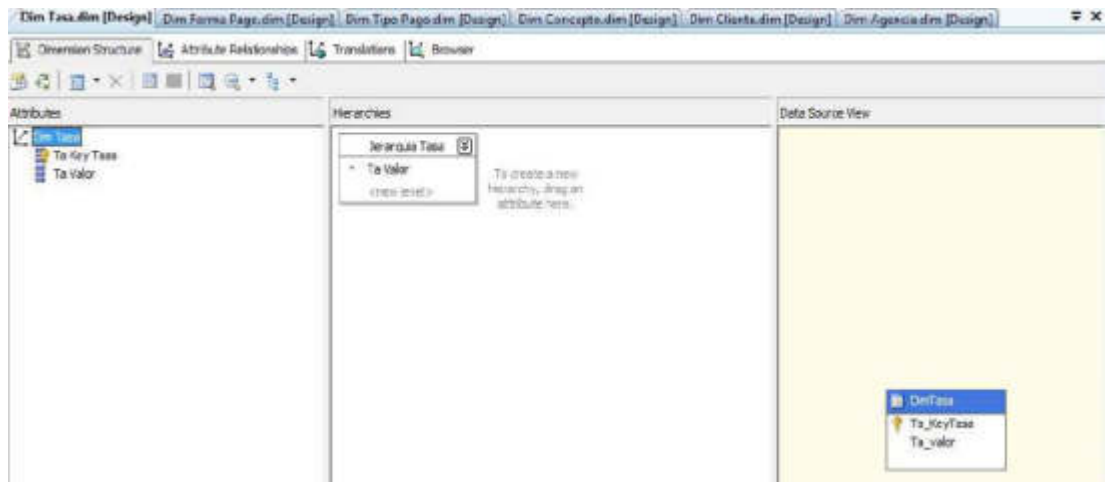 Dim Tasa.dim [Design] Dim Forma Pago.dim [Design] Dim Tipo Pago.dim [Design] Dim Concepto.dim [Design] Dim Cliente.dim [Design] Dim Agencia.dim [Design]
Dimension Structure Attribute Relationships Translations Browser
Attributes
Hierarchies
Data Source View
Dim Tasa
Ta Key Tasa
Ta Valor
Jerarquia Tasa
Ta Valor
<new level>
To create a new
hierarchy, drag an
attribute here.
DimTasa
Ta_KeyTasa
Ta_valor